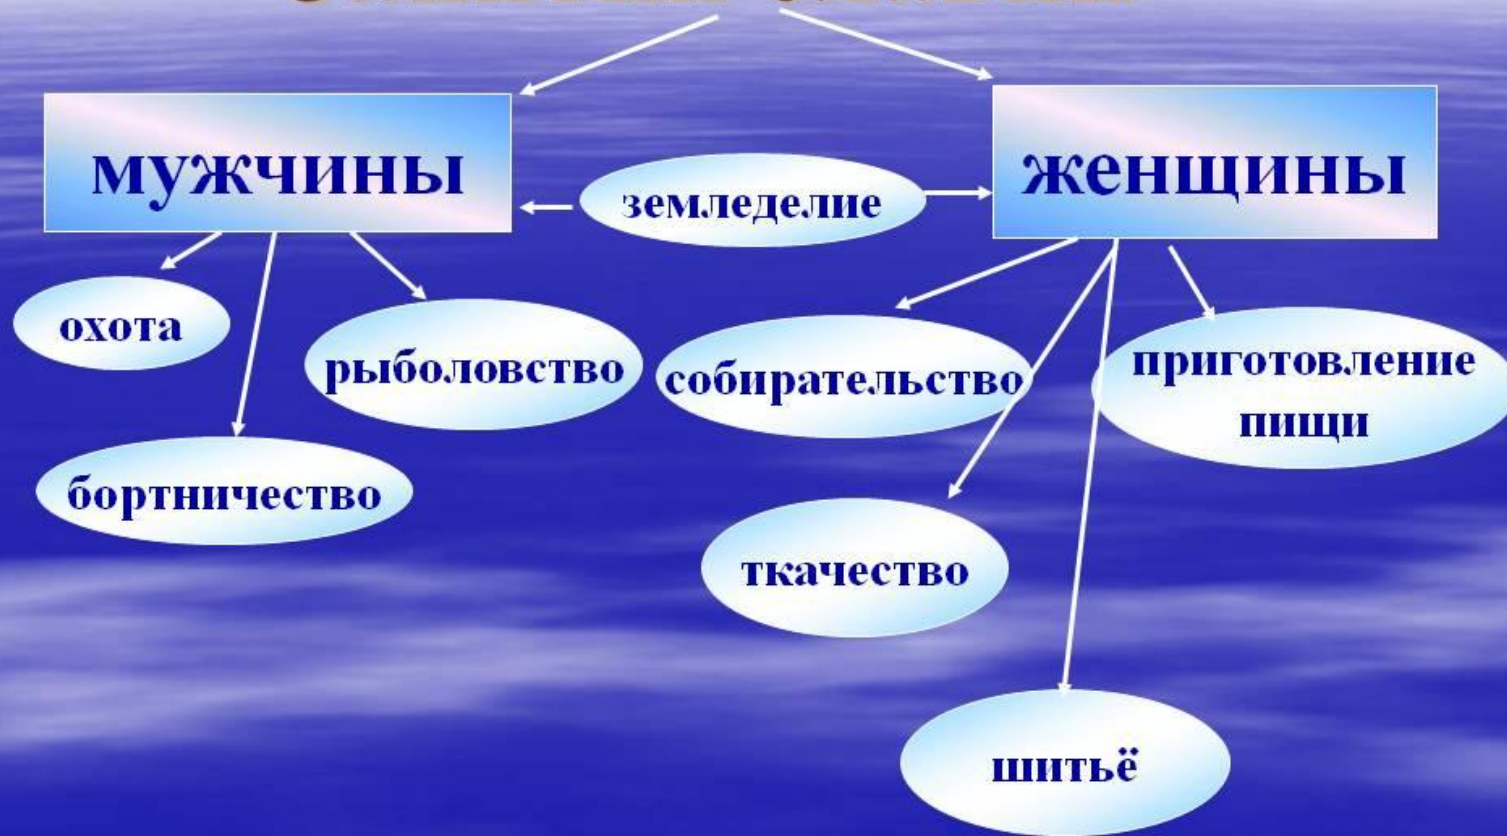 мужчины
женщины
земледелие
охота
рыболовство
собирательство
приготовление
пищи
бортничество
ткачество
шитьё